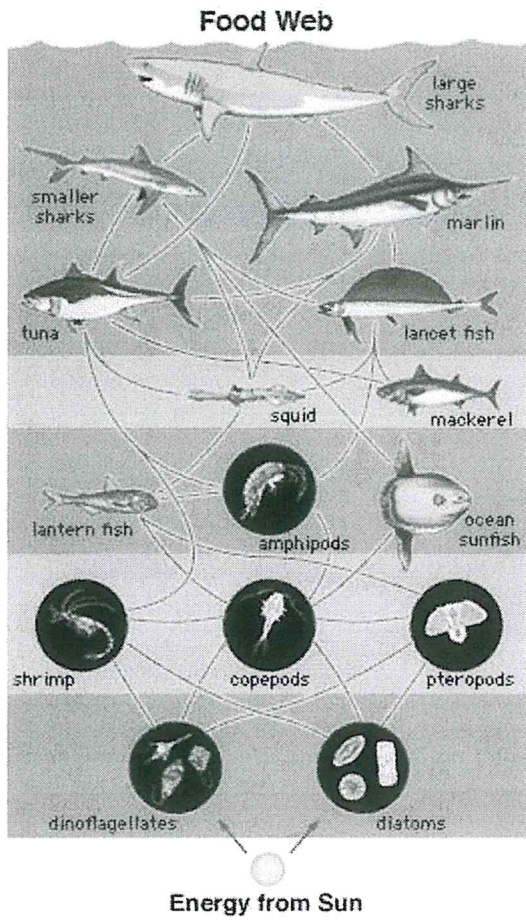 Food Web
large
sharks
smaller
sharks
marlin
tuna
lancet fish
squid
mackerel
lantern fish
amphipods
ocean
sunfish
shrimp
copepods
pteropods
dinoflagellates
diatoms
Energy from Sun